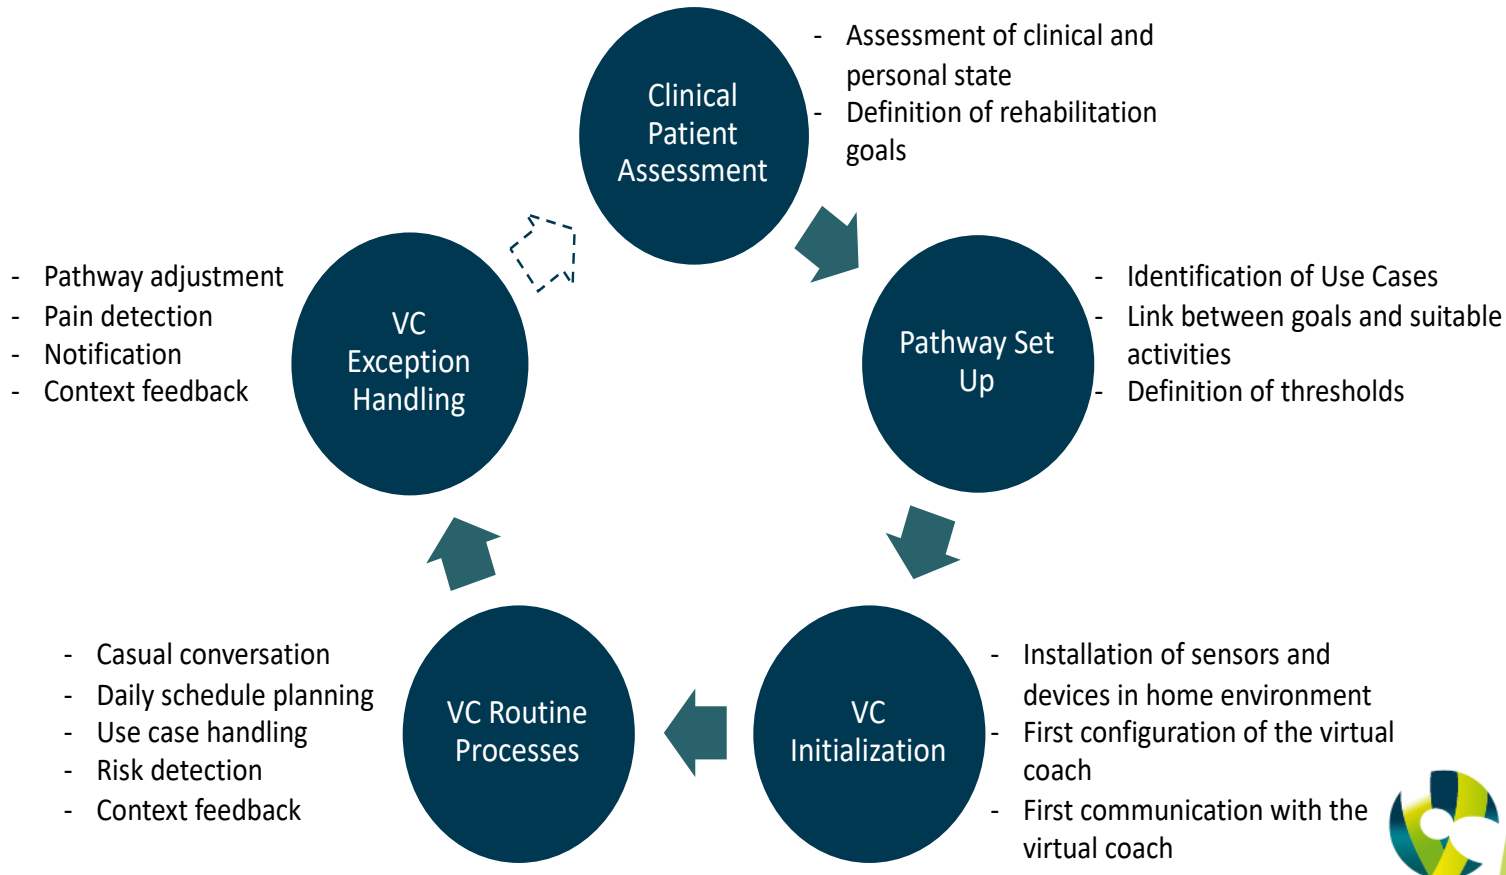 Clinical
Patient
Assessment
- Assessment of clinical and
personal state
- Definition of rehabilitation
goals
Pathway Set
Up
- Identification of Use Cases
- Link between goals and suitable
activities
- Definition of thresholds
VC
Initialization
- Installation of sensors and
devices in home environment
- First configuration of the virtual
coach
- First communication with the
virtual coach
VC Routine
Processes
- Casual conversation
- Daily schedule planning
- Use case handling
- Risk detection
- Context feedback
VC
Exception
Handling
- Pathway adjustment
- Pain detection
- Notification
- Context feedback